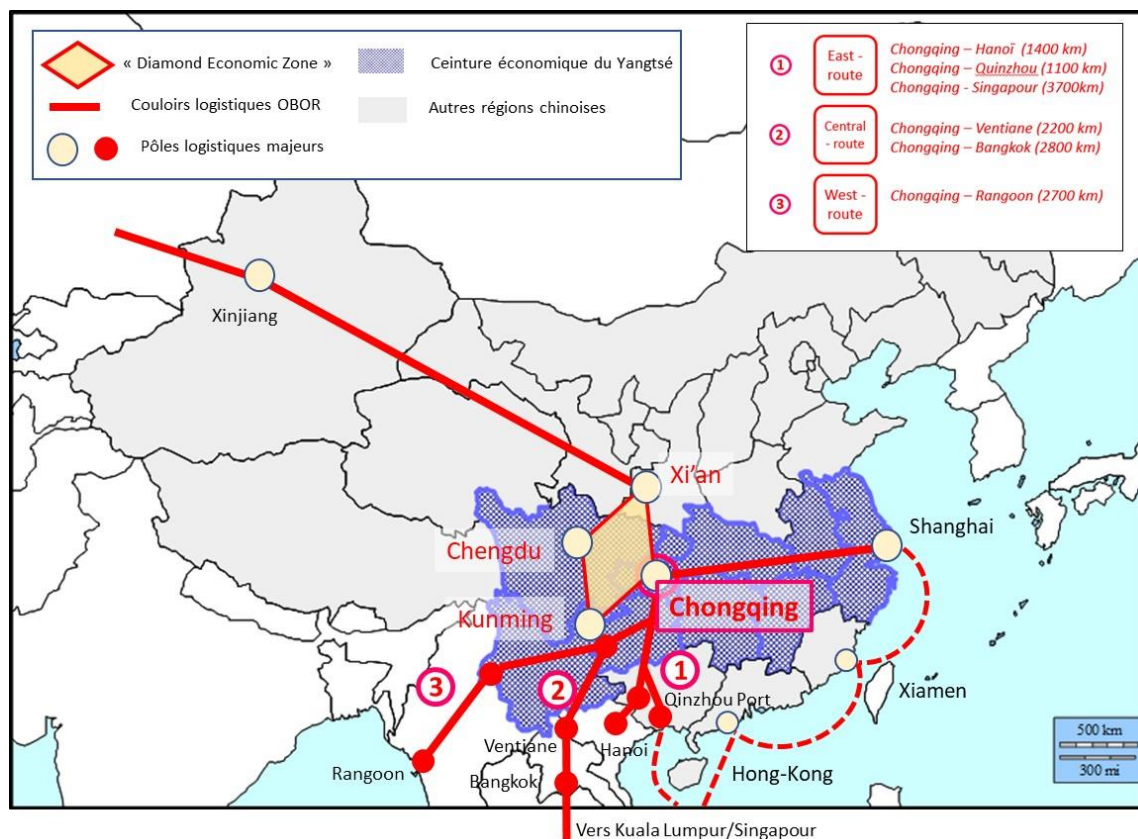 « Diamond Economic Zone »
Couloirs logistiques OBOR
Pôles logistiques majeurs
Ceinture économique du Yangtsé
Autres régions chinoises
1
East -
route
Chongqing – Hanoï (1400 km)
Chongqing – Quinzhou (1100 km)
Chongqing - Singapour (3700km)
2
Central
- route
Chongqing – Ventiane (2200 km)
Chongqing – Bangkok (2800 km)
3
West -
route
Chongqing – Rangoon (2700 km)
Xinjiang
Xi’an
Shanghai
Chengdu
Chongqing
Kunming
3
2
1
Qinzhou Port
Xiamen
Ventiane
Hanoi
Rangoon
Bangkok
Hong-Kong
500 km
300 mi
Vers Kuala Lumpur/Singapour